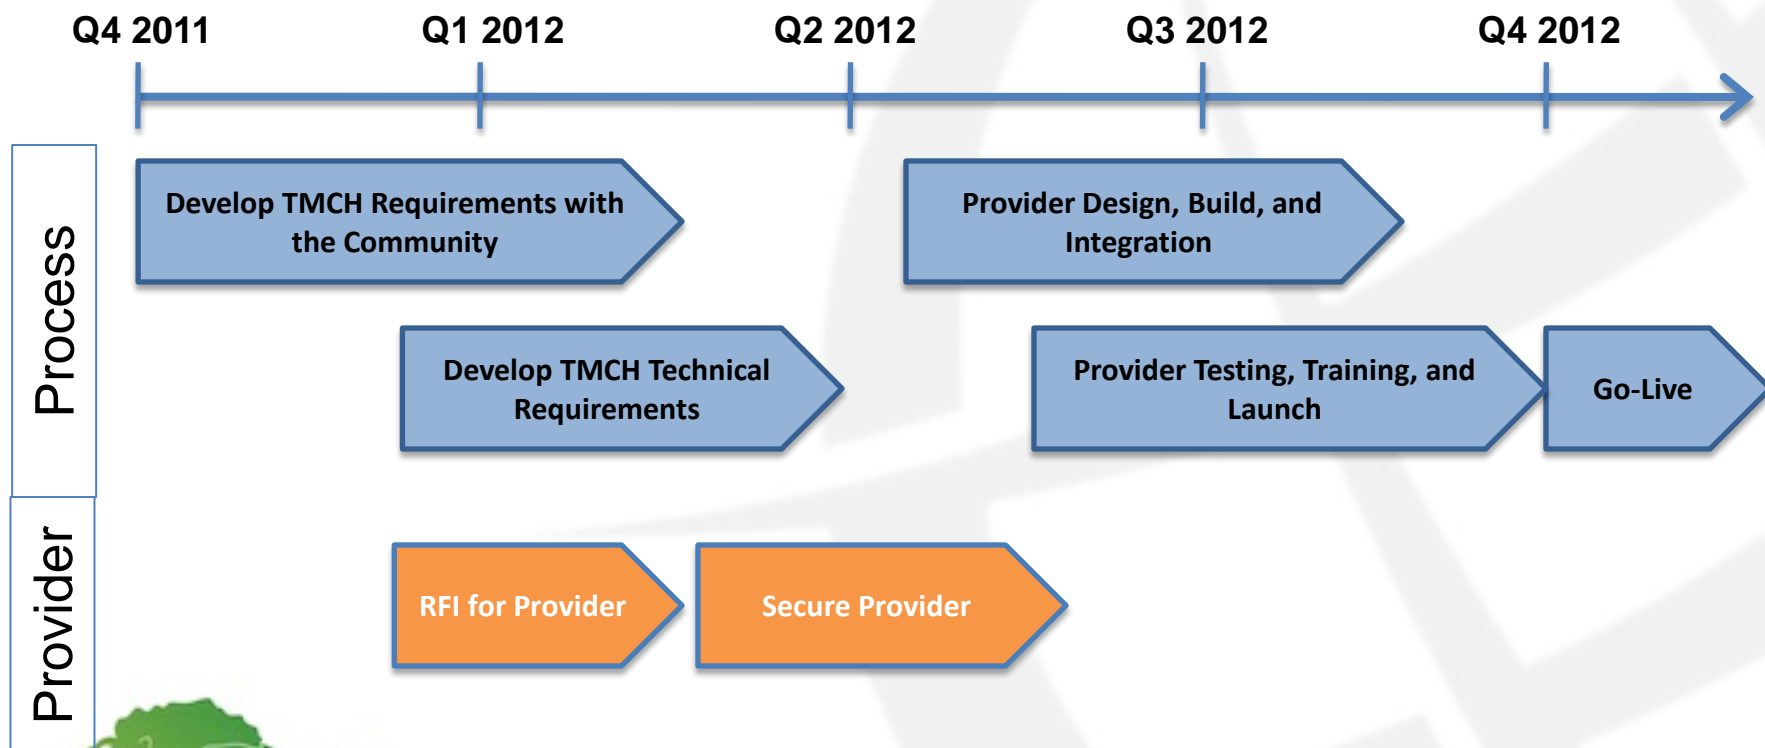 Q4 2011
Q1 2012
Q2 2012
Q3 2012
Q4 2012
Process
Develop TMCH Requirements with
the Community
Provider Design, Build, and
Integration
Develop TMCH Technical
Requirements
Provider Testing, Training, and
Launch
Go-Live
Provider
RFI for Provider
Secure Provider